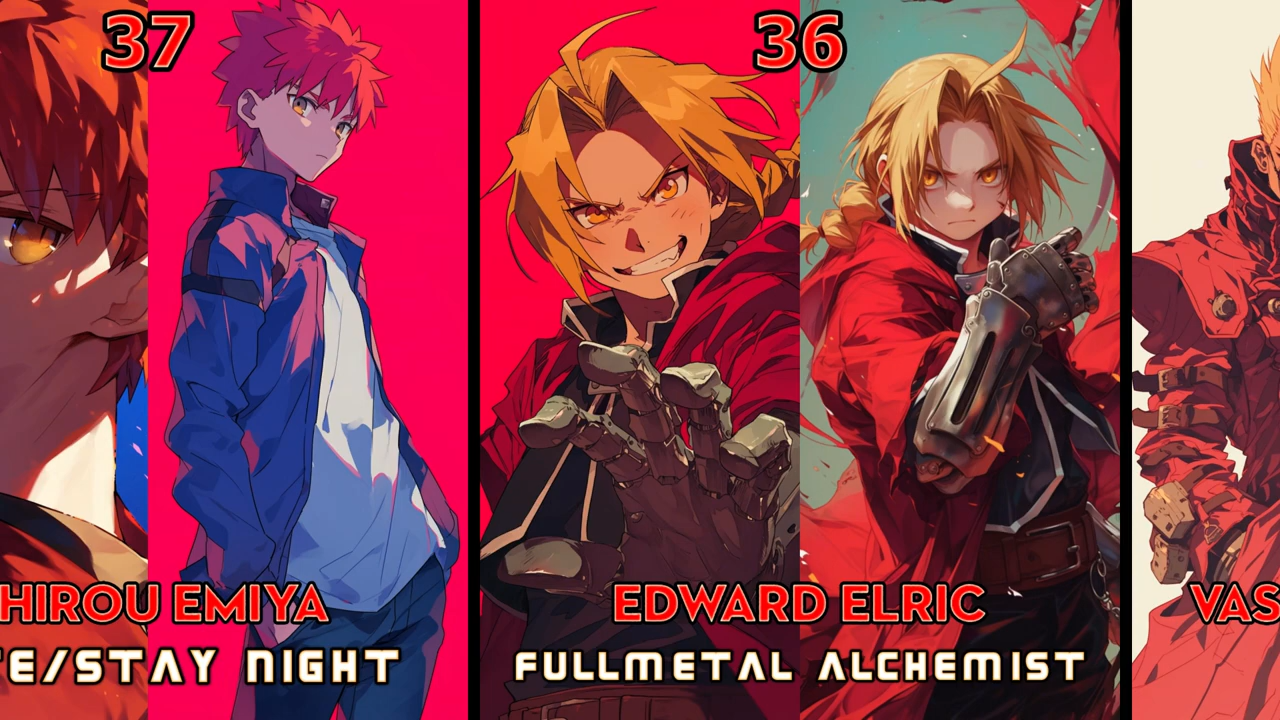 37
HIROU EMIYA
E/STAY NIGHT
36
EDWARD ELRIC
FULLMETAL ALCHEMIST
VAS